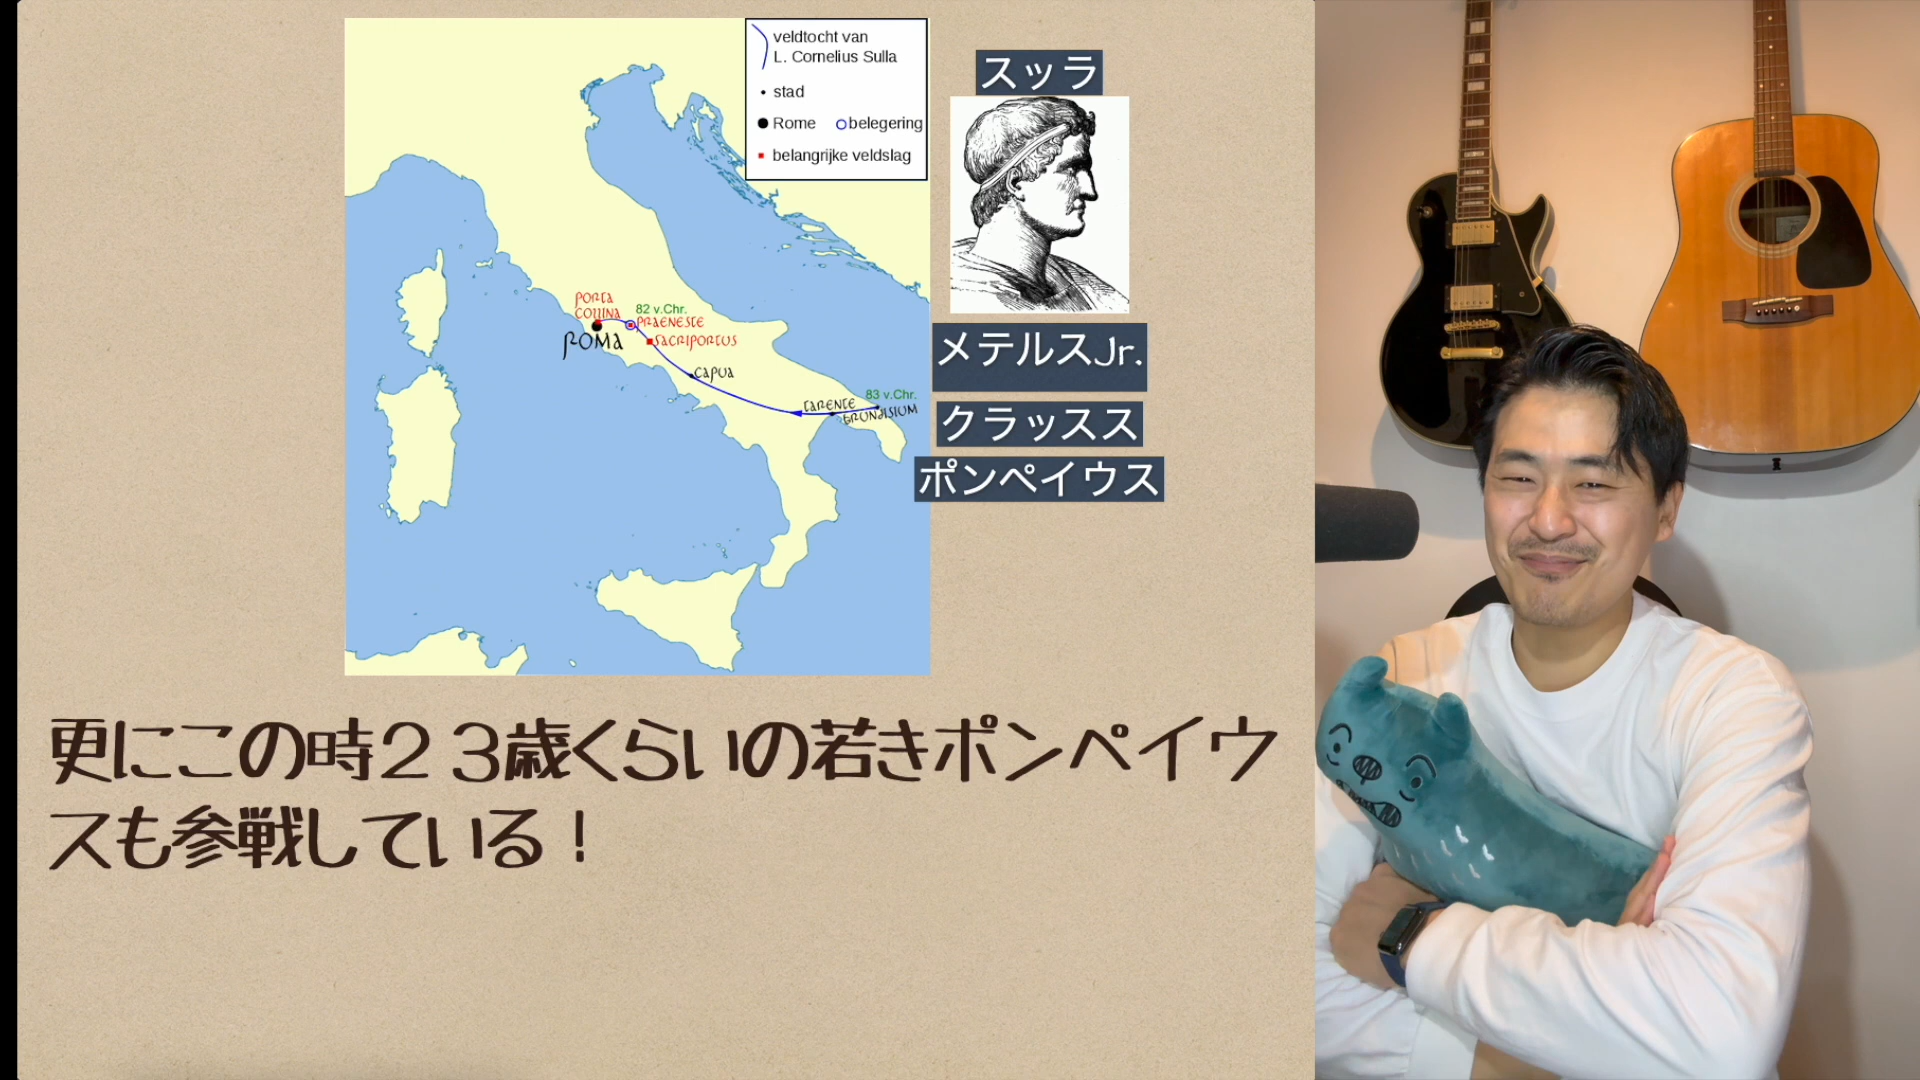 veldtocht van
L. Cornelius Sulla
stad
Rome belegering
belangrijke veldslag
スッラ
メテルスJr.
クラッスス
ポンペイウス
PORTA
COLLINA
82 v.Chr.
PRAENESTE
ROMA
SACRIPORTUS
CAPUA
83 v.Chr.
TARENTE
BRUNDISIUM
更にこの時２３歳くらいの若きポンペイウ
スも参戦している！